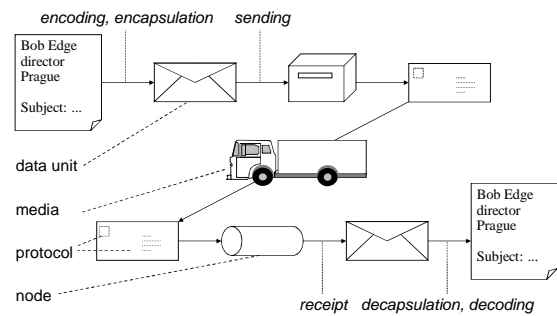 encoding, encapsulation
sending
Bob Edge
director
Prague
Subject: ...
data unit
media
protocol
node
Bob Edge
director
Prague
Subject: ...
receipt
decapsulation, decoding